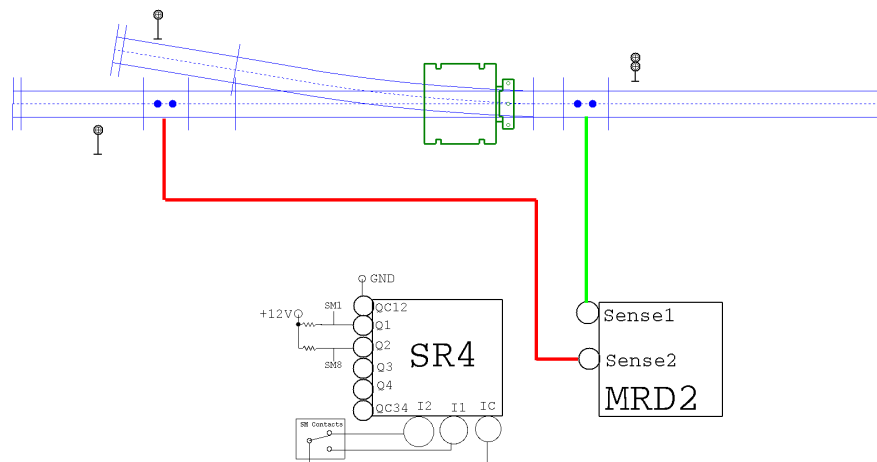 GND
QC12
SM1
+12V
Q1
Sense1
Q2
SR4
Sense2
SM8
Q3
Q4
MRD2
QC34
I2
I1
IC
SM Contacts